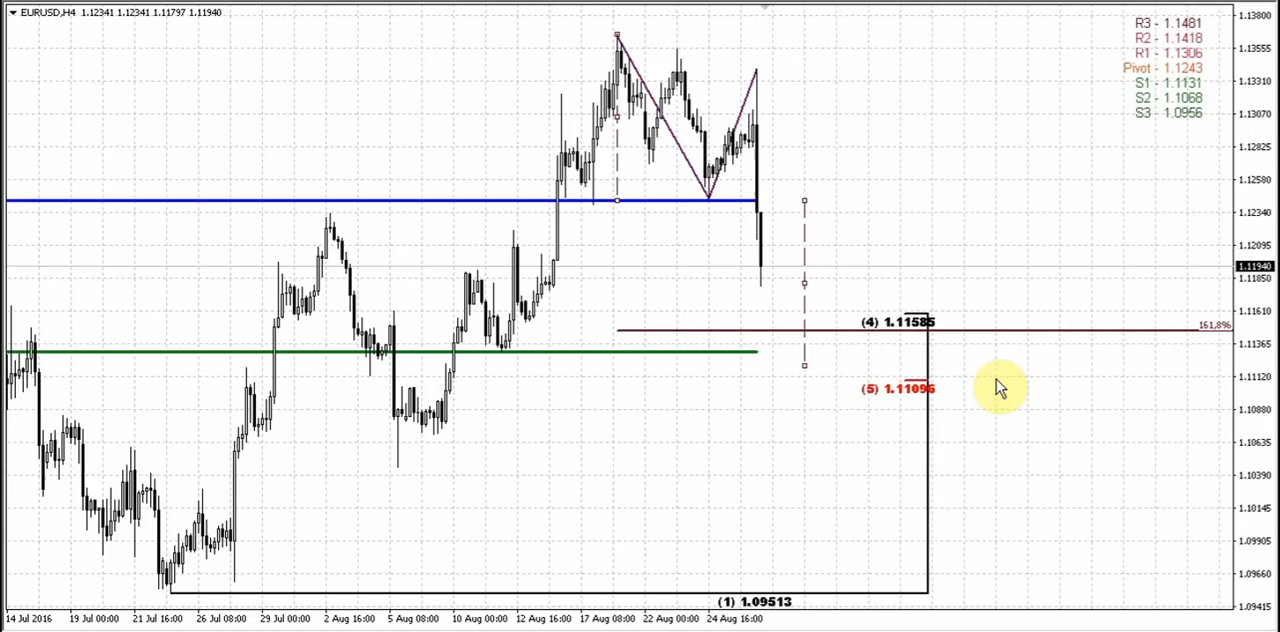 EURUSD,H4 1.12341 1.12341 1.11797 1.11940
R3 - 1.1481
R2 - 1.1418
R1 - 1.1306
Pivot - 1.1243
S1 - 1.1131
S2 - 1.1068
S3 - 1.0956
1.13800
1.13555
1.13310
1.13070
1.12825
1.12580
1.12340
1.12095
1.11940
1.11850
1.11610
1.11365
1.11120
1.10880
1.10635
1.10390
1.10145
1.09905
1.09660
1.09415
161,8%
(4) 1.11585
(5) 1.11096
(1) 1.09513
14 Jul 2016 19 Jul 00:00 21 Jul 16:00 26 Jul 08:00 29 Jul 00:00 2 Aug 16:00 5 Aug 08:00 10 Aug 00:00 12 Aug 16:00 17 Aug 08:00 22 Aug 00:00 24 Aug 16:00